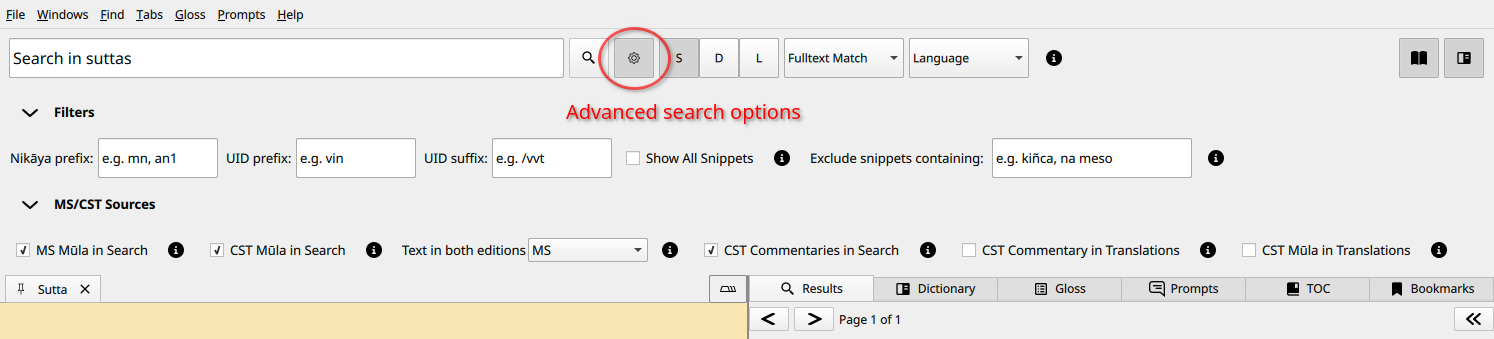 File Windows Find Tabs Gloss Prompts Help
Search in suttas S D L Fulltext Match Language
Advanced search options
Filters
Nikāya prefix: e.g. mn, an1 UID prefix: e.g. vin UID suffix: e.g. /vvt Show All Snippets Exclude snippets containing: e.g. kiñca, na meso
MS/CST Sources
MS Mūla in Search CST Mūla in Search Text in both editions MS CST Commentaries in Search CST Commentary in Translations CST Mūla in Translations
Sutta Results Dictionary Gloss Prompts TOC Bookmarks
Page 1 of 1